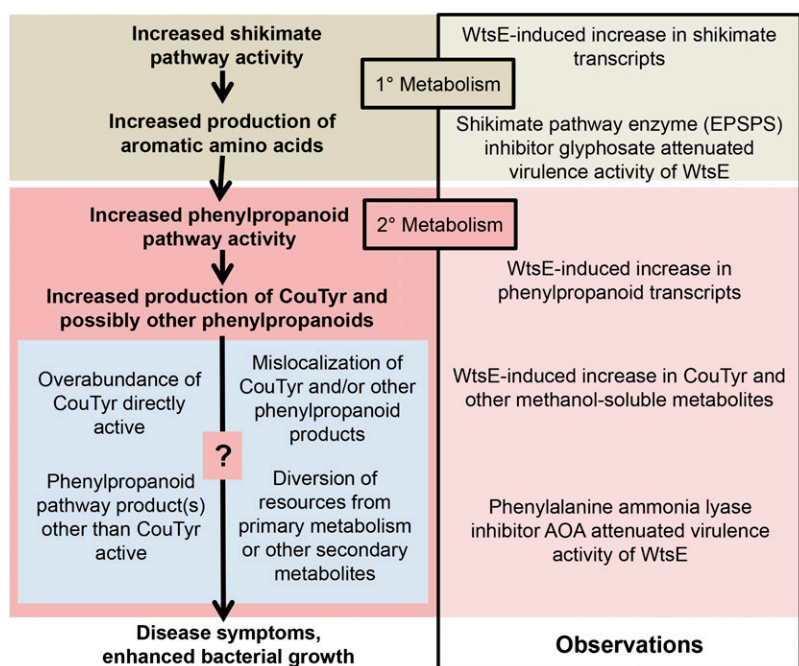 Increased shikimate
pathway activity
Increased production of
aromatic amino acids
1° Metabolism
WtsE-induced increase in shikimate
transcripts
Shikimate pathway enzyme (EPSPS)
inhibitor glyphosate attenuated
virulence activity of WtsE
Increased phenylpropanoid
pathway activity
2° Metabolism
Increased production of CouTyr and
possibly other phenylpropanoids
WtsE-induced increase in
phenylpropanoid transcripts
Overabundance of
CouTyr directly
active
Mislocalization of
CouTyr and/or other
phenylpropanoid
products
WtsE-induced increase in CouTyr and
other methanol-soluble metabolites
?
Phenylpropanoid
pathway product(s)
other than CouTyr
active
Diversion of
resources from
primary metabolism
or other secondary
metabolites
Phenylalanine ammonia lyase
inhibitor AOA attenuated virulence
activity of WtsE
Disease symptoms,
enhanced bacterial growth
Observations